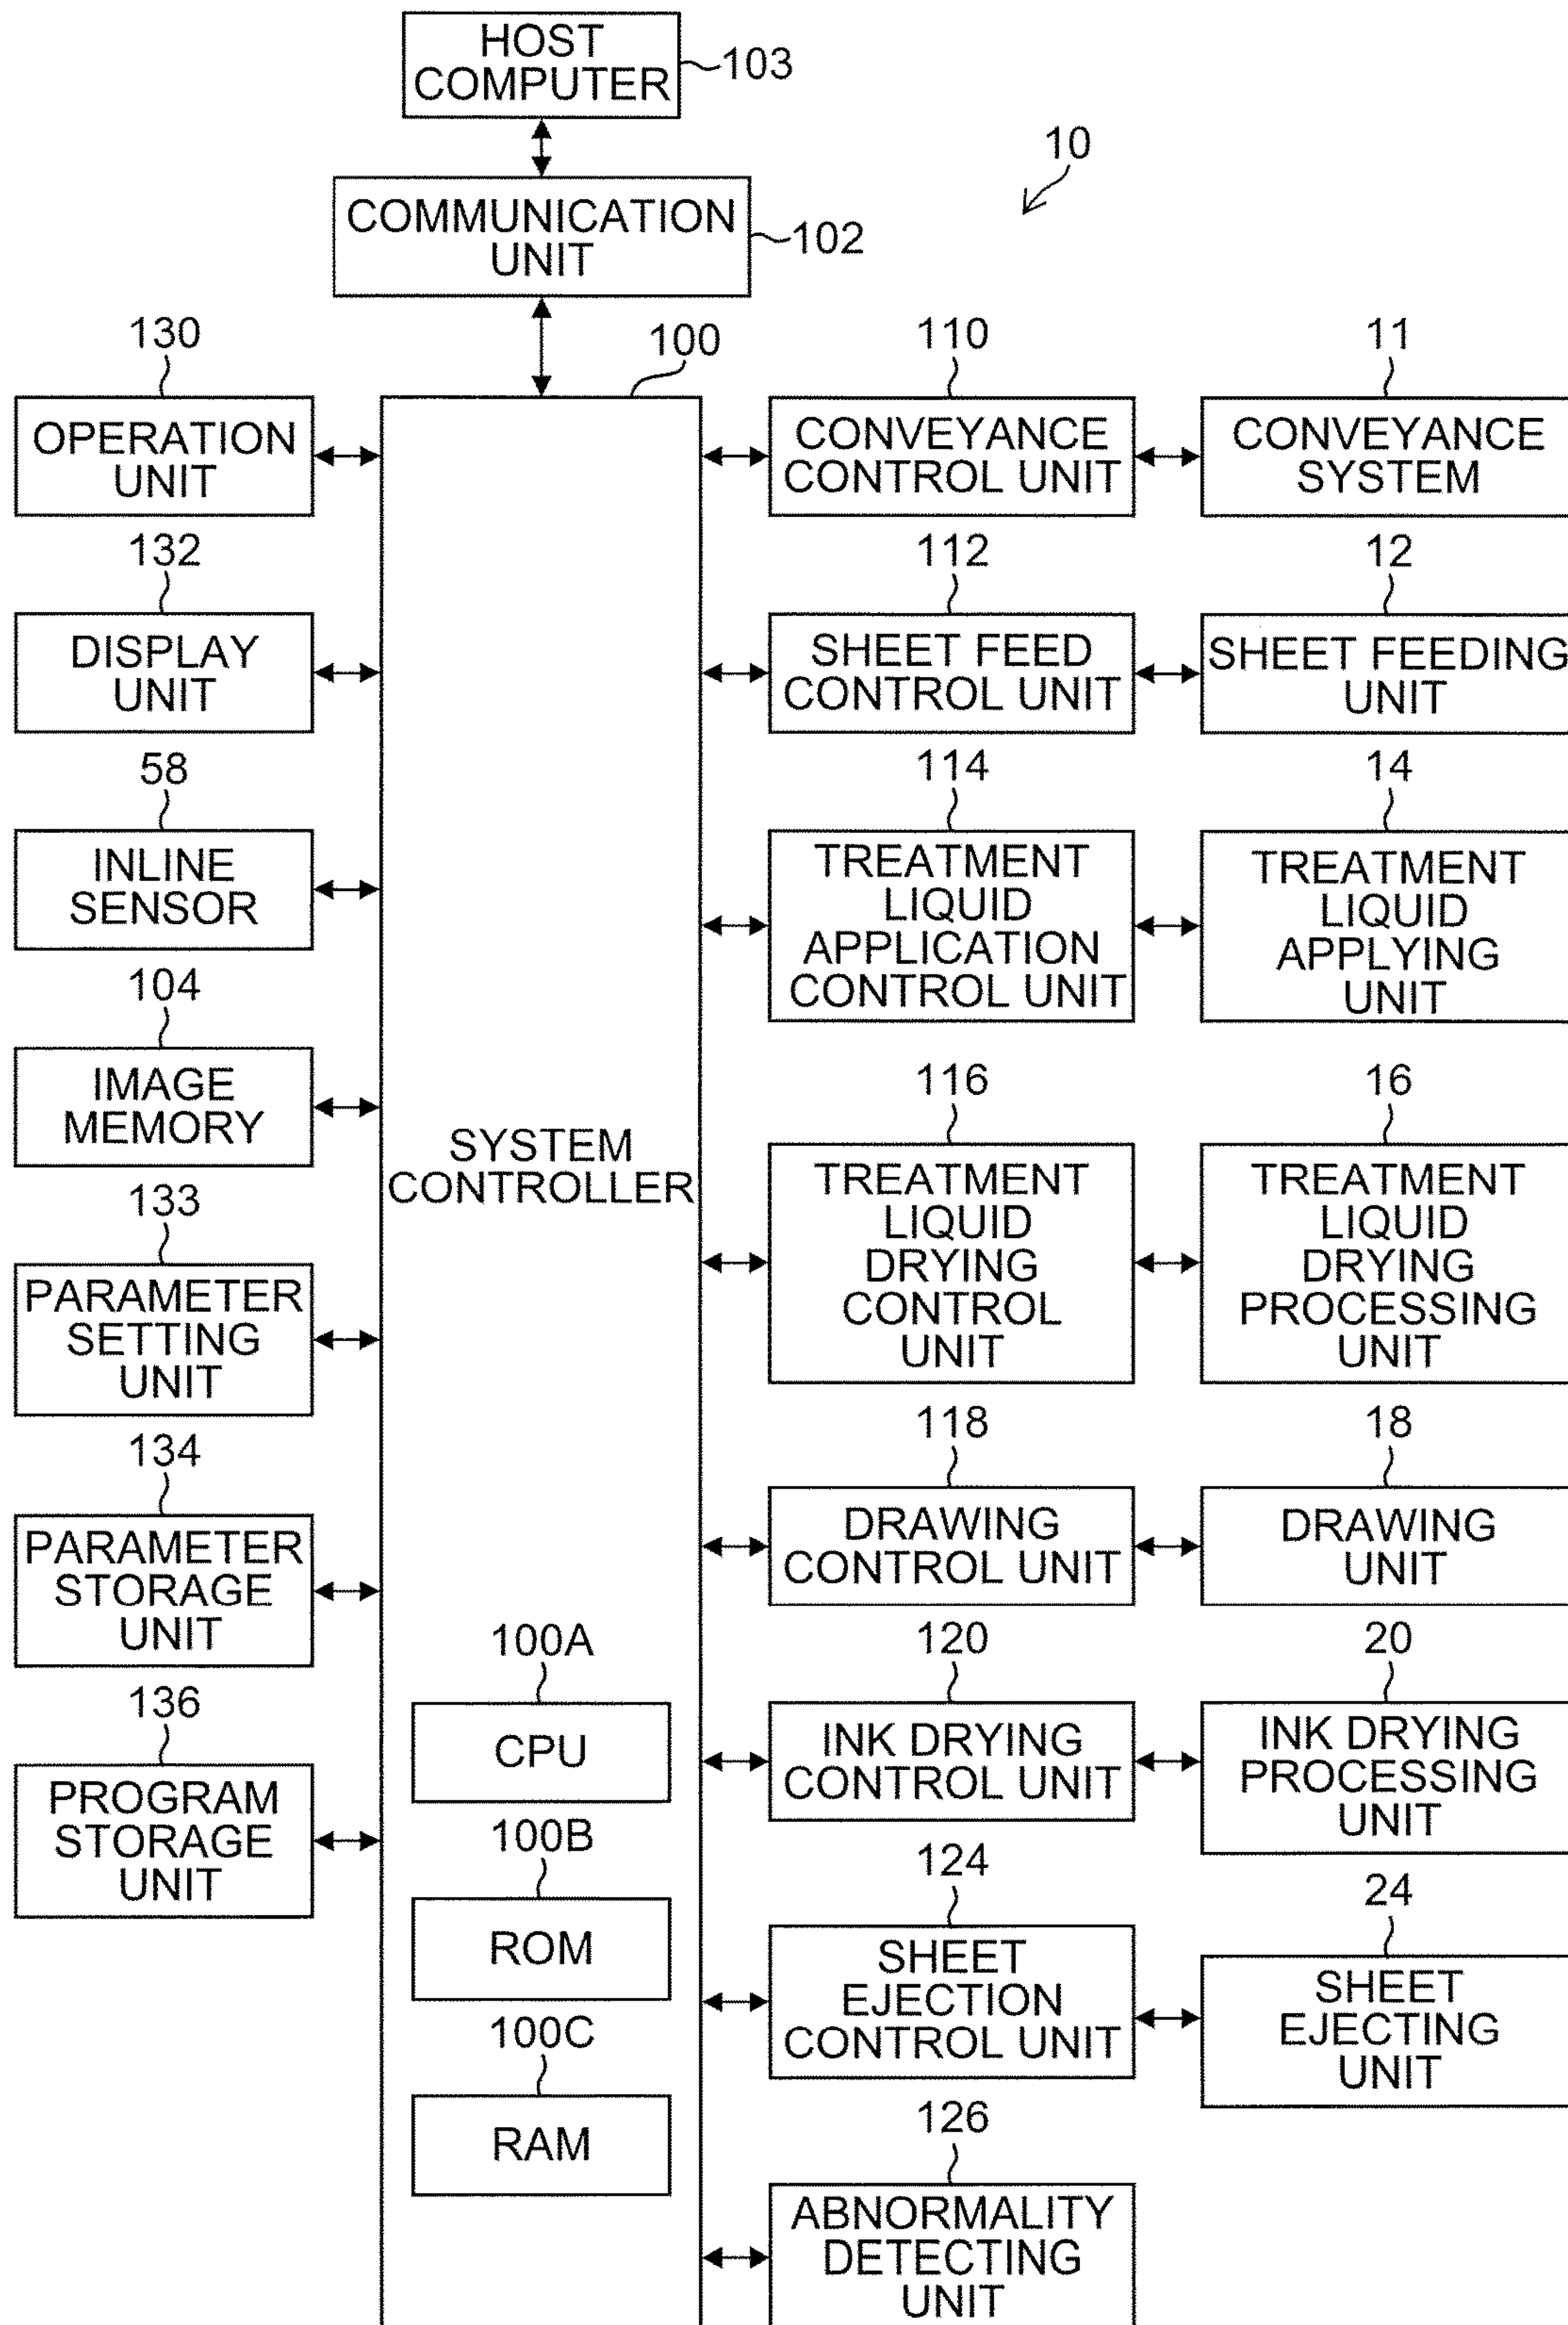 HOST
COMPUTER
103
10
COMMUNICATION
UNIT
102
100
130
OPERATION
UNIT
132
DISPLAY
UNIT
58
INLINE
SENSOR
104
IMAGE
MEMORY
133
PARAMETER
SETTING
UNIT
134
PARAMETER
STORAGE
UNIT
136
PROGRAM
STORAGE
UNIT
SYSTEM
CONTROLLER
100A
CPU
100B
ROM
100C
RAM
110
CONVEYANCE
CONTROL UNIT
11
CONVEYANCE
SYSTEM
112
SHEET FEED
CONTROL UNIT
12
SHEET FEEDING
UNIT
114
TREATMENT
LIQUID
APPLICATION
CONTROL UNIT
14
TREATMENT
LIQUID
APPLYING
UNIT
116
TREATMENT
LIQUID
DRYING
CONTROL
UNIT
16
TREATMENT
LIQUID
DRYING
PROCESSING
UNIT
118
DRAWING
CONTROL UNIT
18
DRAWING
UNIT
120
INK DRYING
CONTROL UNIT
20
INK DRYING
PROCESSING
UNIT
124
SHEET
EJECTION
CONTROL UNIT
24
SHEET
EJECTING
UNIT
126
ABNORMALITY
DETECTING
UNIT